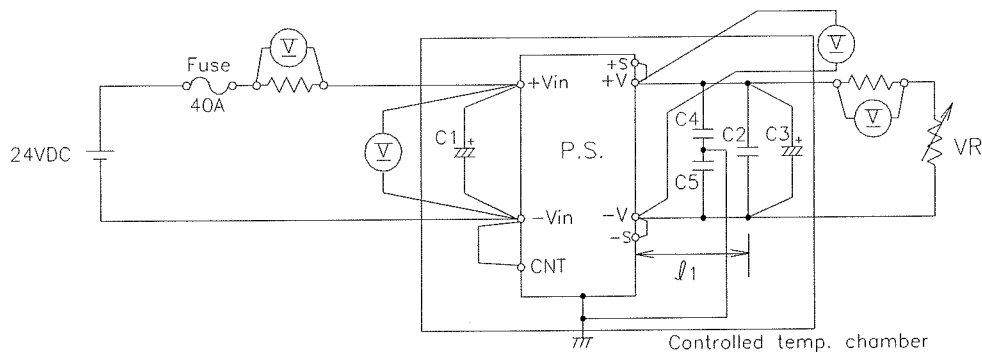 V
V
Fuse
40A
+S
+V
+Vin
V
C4
C1
+
C2
C3
+
24VDC
V
P.S.
VR
C5
-Vin
-V
-S
CNT
ℓ1
Controlled temp. chamber